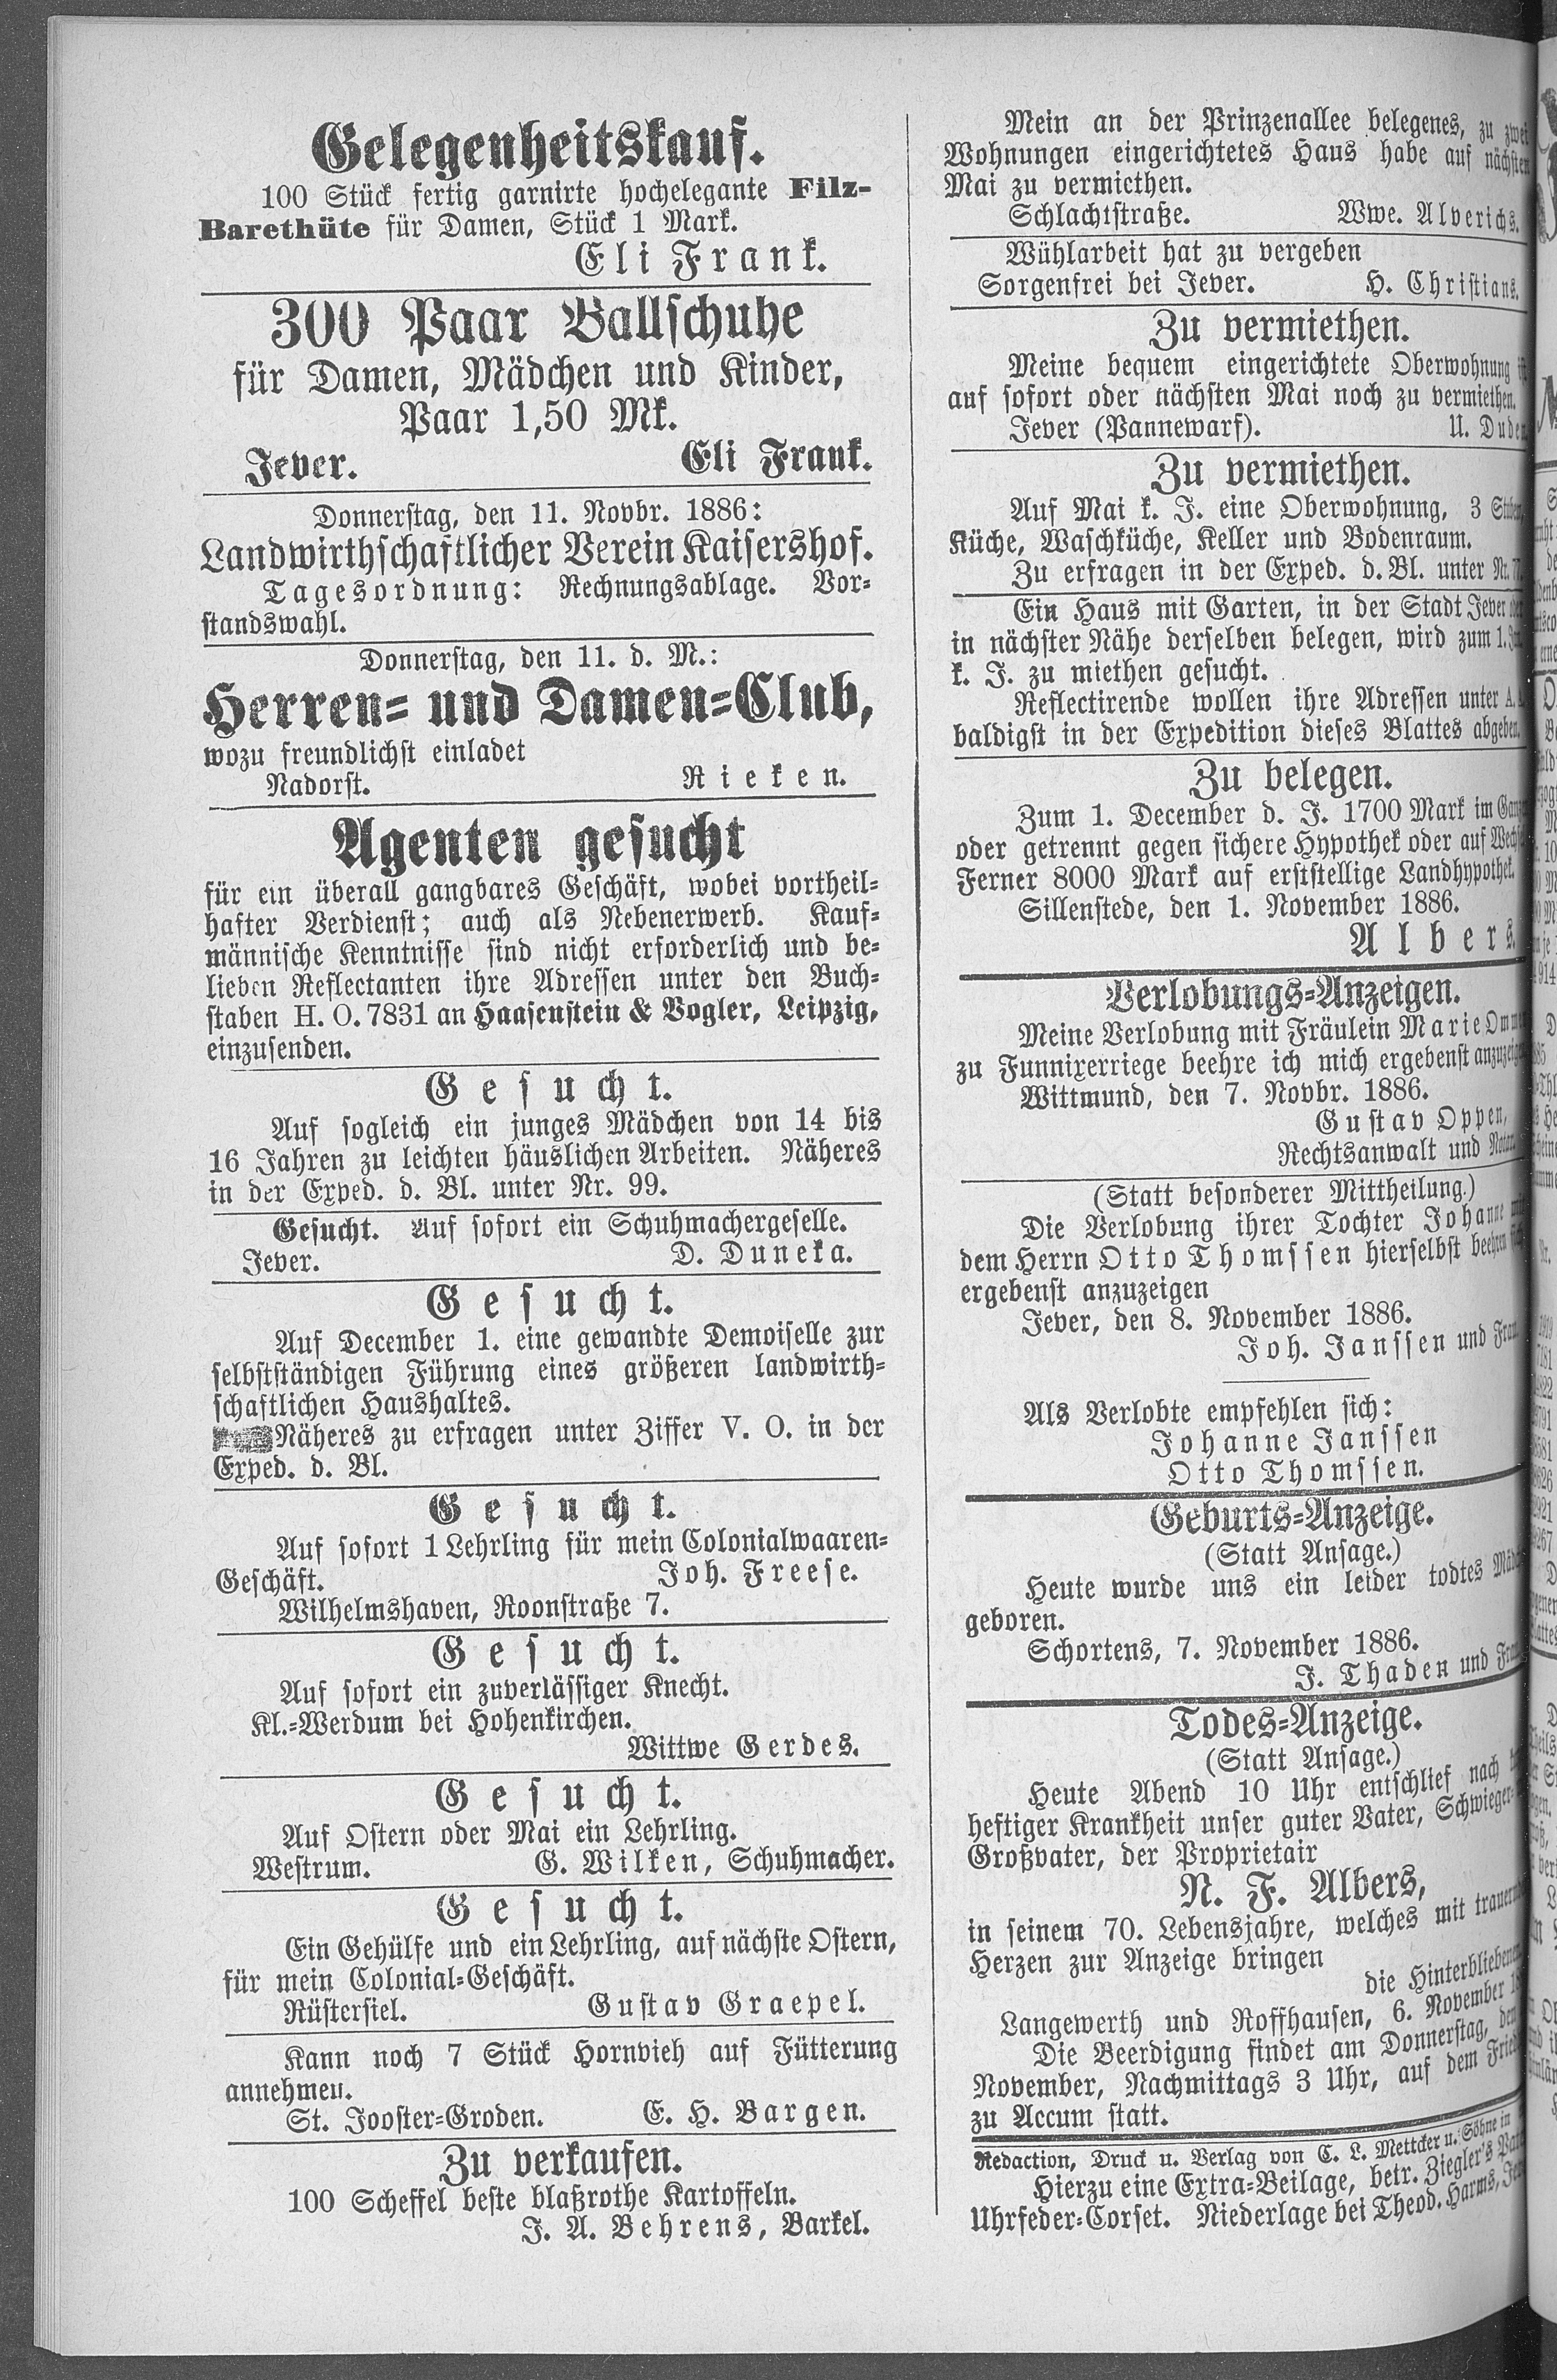 Gelegenheitskauf.
100 Stück fertig garnirte hochelegante Filz-
Barethüte für Damen, Stück 1 Mark.
Eli Frank.
300 Paar Ballschuhe
für Damen, Mädchen und Kinder,
Paar 1,50 Mk.
Jever. Eli Frank.
Donnerstag, den 11. Novbr. 1886:
Landwirthschaftlicher Verein Kaisershof.
Tagesordnung: Rechnungsablage. Vor-
standswahl.
Donnerstag, den 11. d. M.:
Herren- und Damen-Club,
wozu freundlichst einladet
Nadorst. Rieken.
Agenten gesucht
für ein überall gangbares Geschäft, wobei vortheil-
hafter Verdienst; auch als Nebenerwerb. Kauf-
männische Kenntnisse sind nicht erforderlich und be-
lieben Reflectanten ihre Adressen unter den Buch-
staben H. O. 7831 an Haasenstein & Vogler, Leipzig,
einzusenden.
Gesucht.
Auf sogleich ein junges Mädchen von 14 bis
16 Jahren zu leichten häuslichen Arbeiten. Näheres
in der Exped. d. Bl. unter Nr. 99.
Gesucht. Auf sofort ein Schuhmachergeselle.
Jever. D. Duneka.
Gesucht.
Auf December 1. eine gewandte Demoiselle zur
selbstständigen Führung eines größeren landwirth-
schaftlichen Haushaltes.
Näheres zu erfragen unter Ziffer V. O. in der
Exped. d. Bl.
Gesucht.
Auf sofort 1 Lehrling für mein Colonialwaaren-
Geschäft. Joh. Freese.
Wilhelmshaven, Roonstraße 7.
Gesucht.
Auf sofort ein zuverlässiger Knecht.
Kl.-Werdum bei Hohenkirchen.
Wittwe Gerdes.
Gesucht.
Auf Ostern oder Mai ein Lehrling.
Westrum. G. Wilken, Schuhmacher.
Gesucht.
Ein Gehülfe und ein Lehrling, auf nächste Ostern,
für mein Colonial-Geschäft.
Rüstersiel. Gustav Graepel.
Kann noch 7 Stück Hornvieh auf Fütterung
annehmen.
St. Jooster-Groden. E. H. Bargen.
Zu verkaufen.
100 Scheffel beste blaßrothe Kartoffeln.
J. A. Behrens, Barkel.
Mein an der Prinzenallee belegenes, zu zwei
Wohnungen eingerichtetes Haus habe auf nächsten
Mai zu vermiethen.
Schlachtstraße. Wwe. Alverichs.
Wühlarbeit hat zu vergeben
Sorgenfrei bei Jever. H. Christians.
Zu vermiethen.
Meine bequem eingerichtete Oberwohnung
auf sofort oder nächsten Mai noch zu vermiethen.
Jever (Pannewarf). U. Duden
Zu vermiethen.
Auf Mai k. J. eine Oberwohnung, 3 Stuben,
Küche, Waschküche, Keller und Bodenraum.
Zu erfragen in der Exped. d. Bl. unter Nr.
Ein Haus mit Garten, in der Stadt Jever oder
in nächster Nähe derselben belegen, wird zum 1.
k. J. zu miethen gesucht.
Reflectirende wollen ihre Adressen unter A.
baldigst in der Expedition dieses Blattes abgeben.
Zu belegen.
Zum 1. December d. J. 1700 Mark im
oder getrennt gegen sichere Hypothek oder auf
Ferner 8000 Mark auf erststellige Landhypothek.
Sillenstede, den 1. November 1886.
Albers.
Verlobungs-Anzeigen.
Meine Verlobung mit Fräulein Marie
zu Funnixerriege beehre ich mich ergebenst
Wittmund, den 7. Novbr. 1886.
Gustav Oppen,
Rechtsanwalt und Notar.
(Statt besonderer Mittheilung.)
Die Verlobung ihrer Tochter Johanne mit
dem Herrn Otto Thomssen hierselbst beehren sich
ergebenst anzuzeigen
Jever, den 8. November 1886.
Joh. Janssen und Frau.
Als Verlobte empfehlen sich:
Johanne Janssen
Otto Thomssen.
Geburts-Anzeige.
(Statt Ansage.)
Heute wurde uns ein leider todtes
geboren.
Schortens, 7. November 1886.
J. Thaden und Frau.
Todes-Anzeige.
(Statt Ansage.)
Heute Abend 10 Uhr entschlief nach
heftiger Krankheit unser guter Vater, Schwieger-
Großvater, der Proprietair
N. F. Albers,
in seinem 70. Lebensjahre, welches mit
Herzen zur Anzeige bringen
die Hinterbliebenen.
Langewerth und Roffhausen, 6. November
Die Beerdigung findet am Donnerstag, den
November, Nachmittags 3 Uhr, auf dem
zu Accum statt.
Redaction, Druck u. Verlag von C. L. Mettcker u. Söhne in
Hierzu eine Extra-Beilage, betr. Ziegler's
Uhrfeder-Corset. Niederlage bei Theod. Harms,